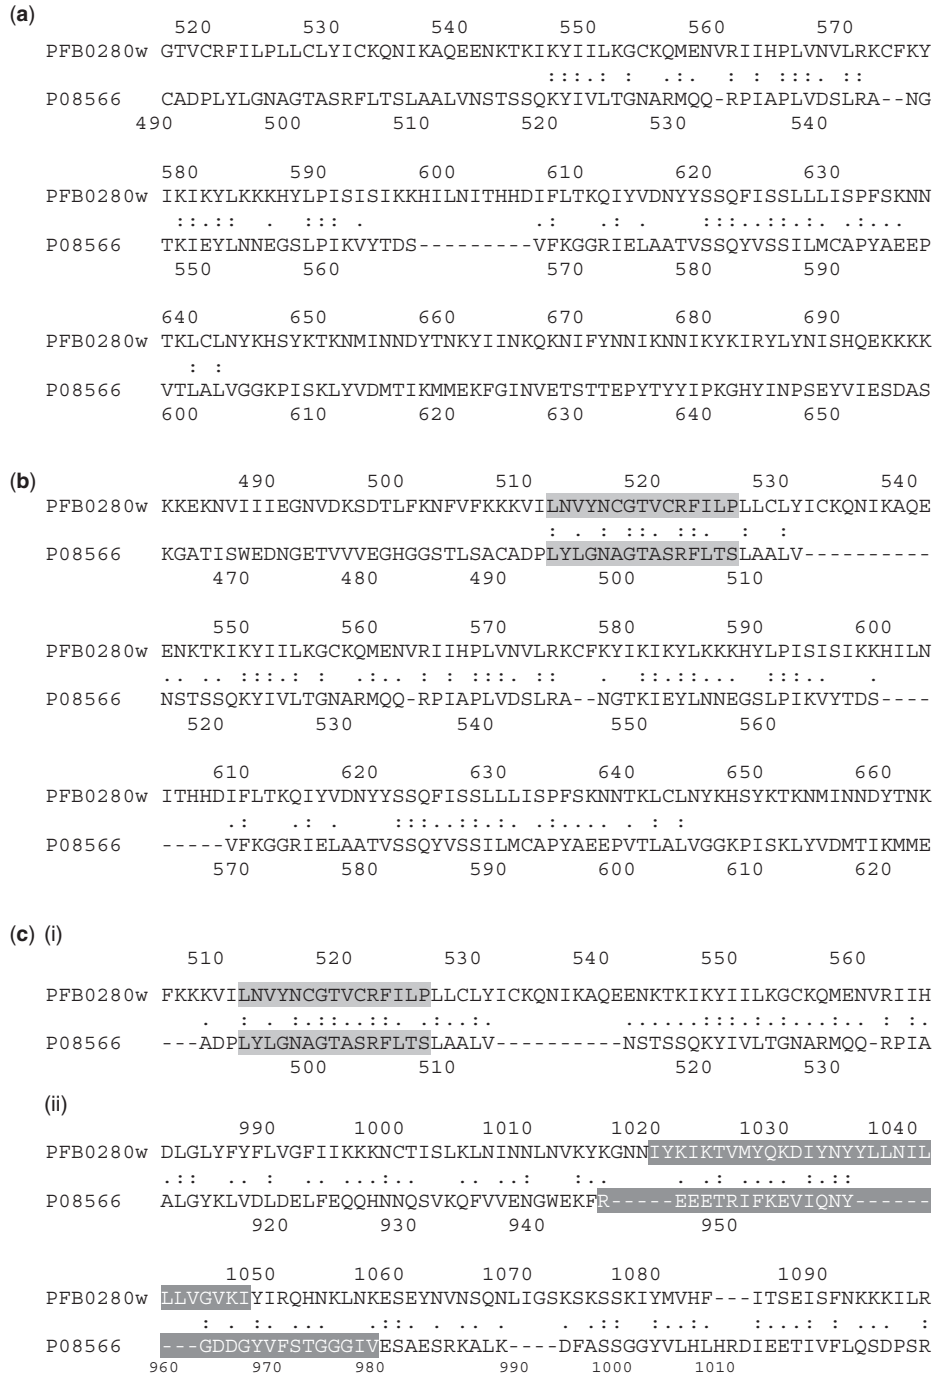 (a)
520 530 540 550 560 570
PFB0280w GTVCRFILPLLCLYICKQNIKAQEENKTKIKYIILKGCKQMENVRIIHPLVNVLRKCFKY
:::.: : .:. : : :::. ::
P08566 CADPLYLGNAGTASRFLTSLAALVNSTSSQKYIVLTGNARMQQ-RPIAPLVDSLRA--NG
490 500 510 520 530 540
580 590 600 610 620 630
PFB0280w IKIKYLKKKHYLPISISIKKHILNITHHDIFLTKQIYVDNYYSSQFISSLLLISPFSKNN
::.:: . ::: . .: : . :::..::.: .:...
P08566 TKIEYLNNEGSLPIKVYTDS---------VFKGGRIELAATVSSQYVSSILMCAPYAEEP
550 560 570 580 590
640 650 660 670 680 690
PFB0280w TKLCLNYKHSYKTKNMINNDYTNKYIINKQKNIFYNNIKNNIKYKIRYLYNISHQEKKKK
: :
P08566 VTLALVGGKPISKLYVDMTIKMMEKFGINVETSTTEPYTYYIPKGHYINPSEYVIESDAS
600 610 620 630 640 650
(b)
490 500 510 520 530 540
PFB0280w KKEKNVIIIEGNVDKSDTLFKNFVFKKKVILNVYNCGTVCRFILPLLCLYICKQNIKAQE
: . : ::. ::. . :
P08566 KGATISWEDNGETVVVEGHGGSTLSACADPLYLGNAGTASRFLTSLAALV----------
470 480 490 500 510
550 560 570 580 590 600
PFB0280w ENKTKIKYIILKGCKQMENVRIIHPLVNVLRKCFKYIKIKYLKKKHYLPISISIKKHILN
.. .. :::.: : .:. : : :::. :: . ::.::. . :::. .
P08566 NSTSSQKYIVLTGNARMQQ-RPIAPLVDSLRA--NGTKIEYLNNEGSLPIKVYTDS----
520 530 540 550 560
610 620 630 640 650 660
PFB0280w ITHHDIFLTKQIYVDNYYSSQFISSLLLISPFSKNNTKLCLNYKHSYKTKNMINNDYTNK
.: .: . :::..::.:. .:.... : :
P08566 -----VFKGGRIELAATVSSQYVSSILMCAPYAEEPVTLALVGGKPISKLYVDMTIKMME
570 580 590 600 610 620
(c) (i)
510 520 530 540 550 560
PFB0280w FKKKVILNVYNCGTVCRFILPLLCLYICKQNIKAQEENKTKIKYIILKGCKQMENVRIIH
. : . :.::..::. : .:. ......:::.:.:..:.. : :
P08566 ---ADPLYLGNAGTASRFLTSLAALV----------NSTSSQKYIVLTGNARMQQ-RPIA
500 510 520 530
(ii)
990 1000 1010 1020 1030 1040
PFB0280w DLGLYFYFLVGFIIKKKNCTISLKLNINNLNVKYKGNNIYKIKTVMYQKDIYNYYLLNIL
P08566 ALGYKLVDLDELFEQQHNNQSVKQFVVENGWEKFR-----EEETRIFKEVIQNY------
920 930 940 950
1050 1060 1070 1080 1090
PFB0280w LLVGVKIYIRQHNKLNKESEYNVNSQNLIGSKSKSSKIYMVHF---ITSEISFNKKKILR
P08566 ---GDDGYVFSTGGGIVESAESRKALK----DFASSGGYVLHLHRDIEETIVFLQSDPSR
960 970 980 990 1000 1010